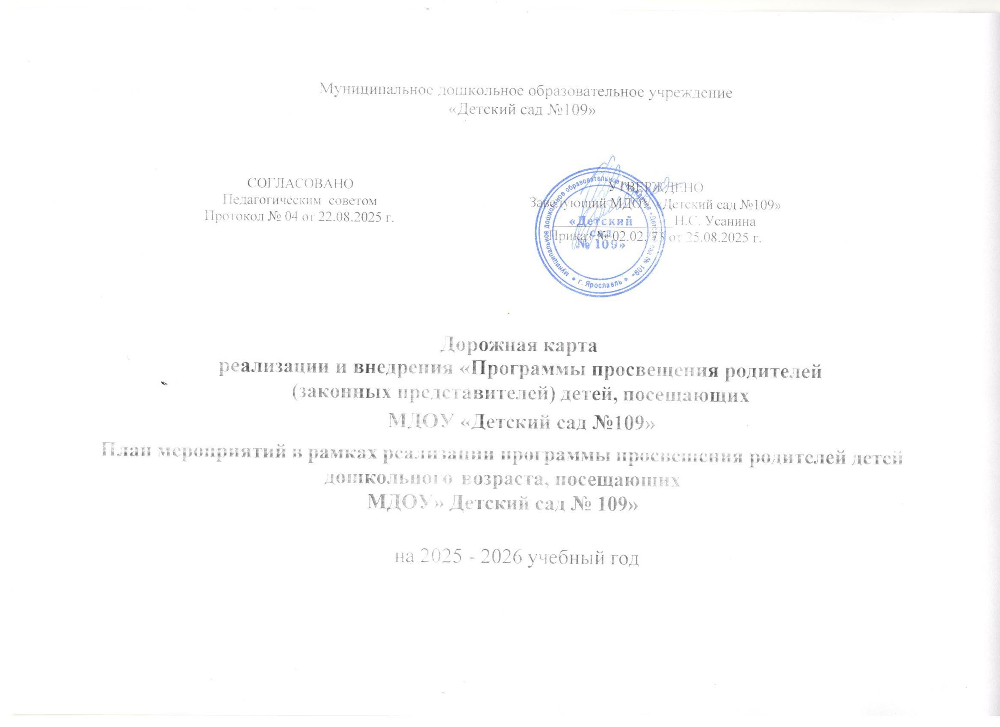 Муниципальное дошкольное образовательное учреждение
«Детский сад №109»
СОГЛАСОВАНО
Педагогическим советом
Протокол № 04 от 22.08.2025 г.
УТВЕРЖДЕНО
Заведующий МДОУ «Детский сад №109»
Н.С. Усанина
Приказ № 02.02./73 от 25.08.2025 г.
муниципальное дошкольное образовательное учреждение «Детский сад № 109» * г. Ярославль *
«Детский
сад
№ 109»
Дорожная карта
реализации и внедрения «Программы просвещения родителей
(законных представителей) детей, посещающих
МДОУ «Детский сад №109»
План мероприятий в рамках реализации программы просвещения родителей детей
дошкольного возраста, посещающих
МДОУ» Детский сад № 109»
на 2025 - 2026 учебный год